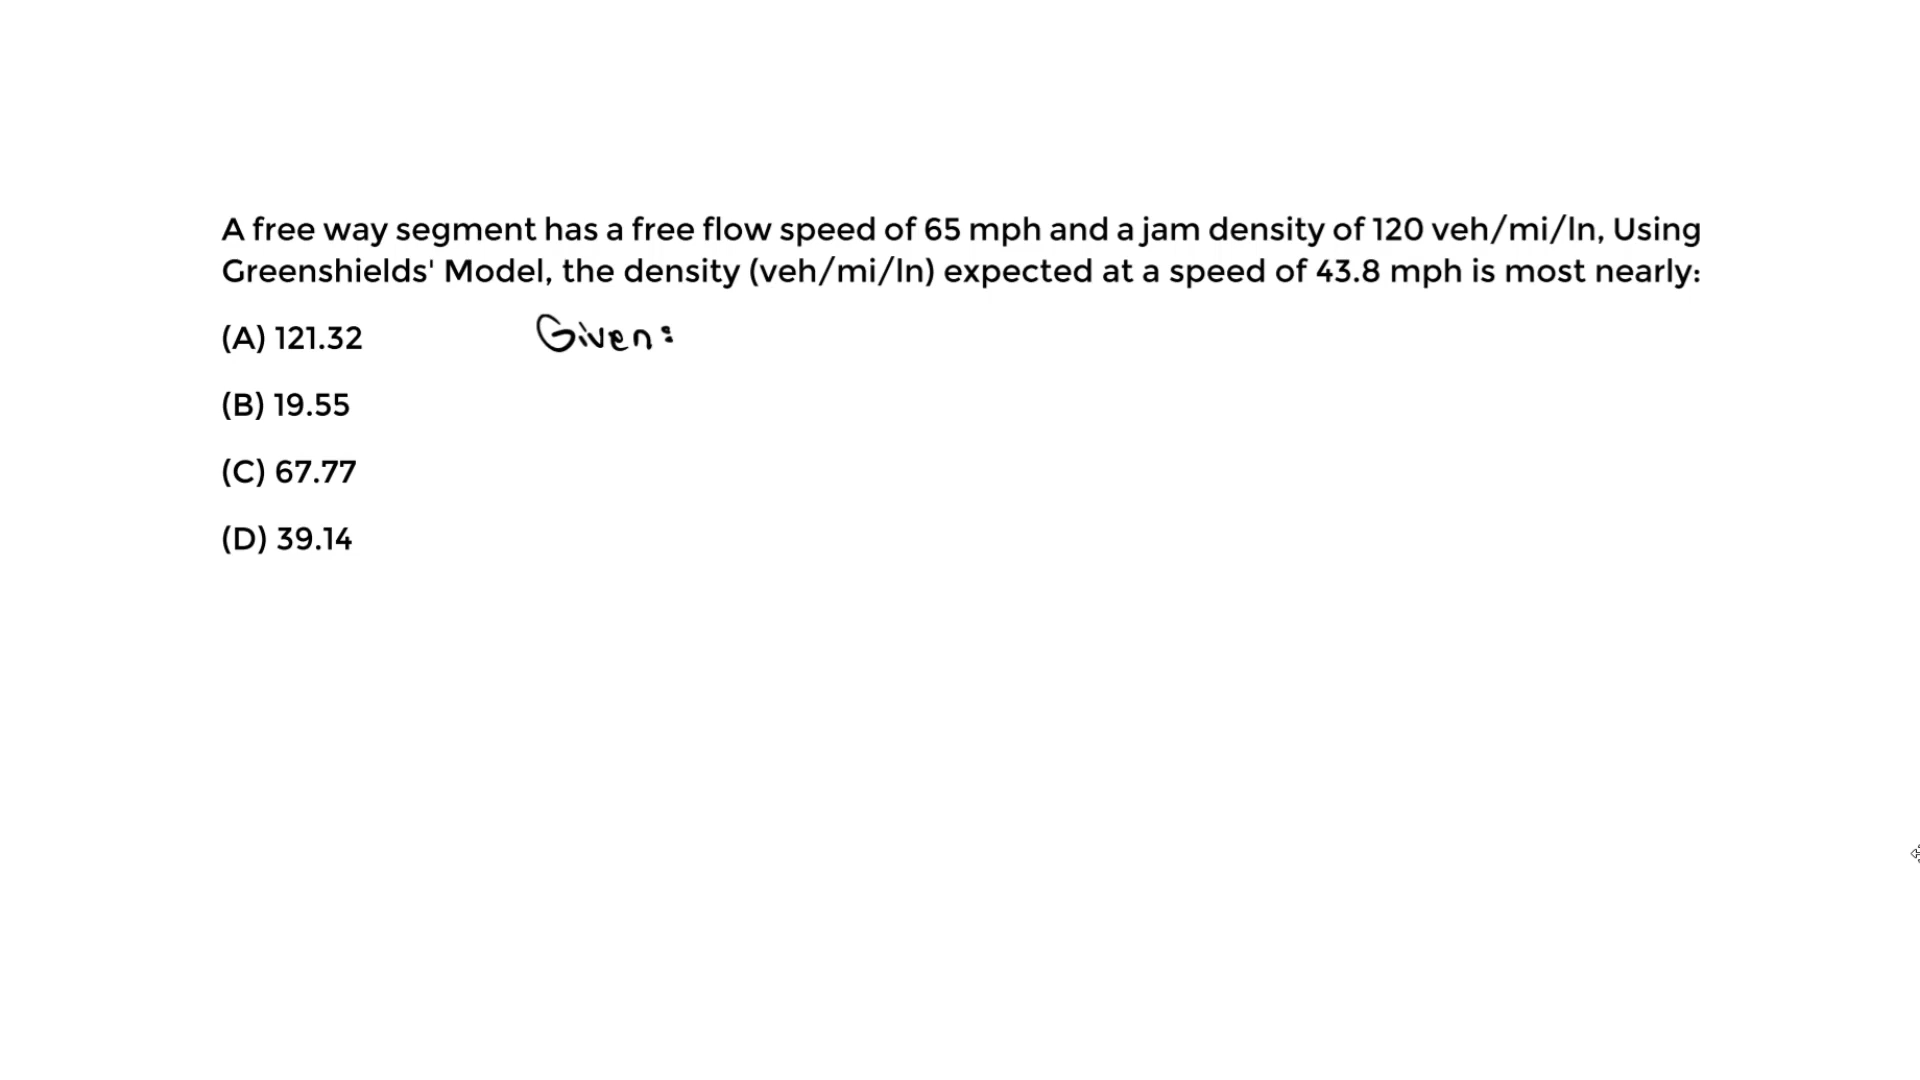 A free way segment has a free flow speed of 65 mph and a jam density of 120 veh/mi/ln, Using
Greenshields' Model, the density (veh/mi/ln) expected at a speed of 43.8 mph is most nearly:
(A) 121.32
Given:
(B) 19.55
(C) 67.77
(D) 39.14